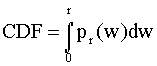 CDF = ∫₀ʳ pᵣ(w)dw